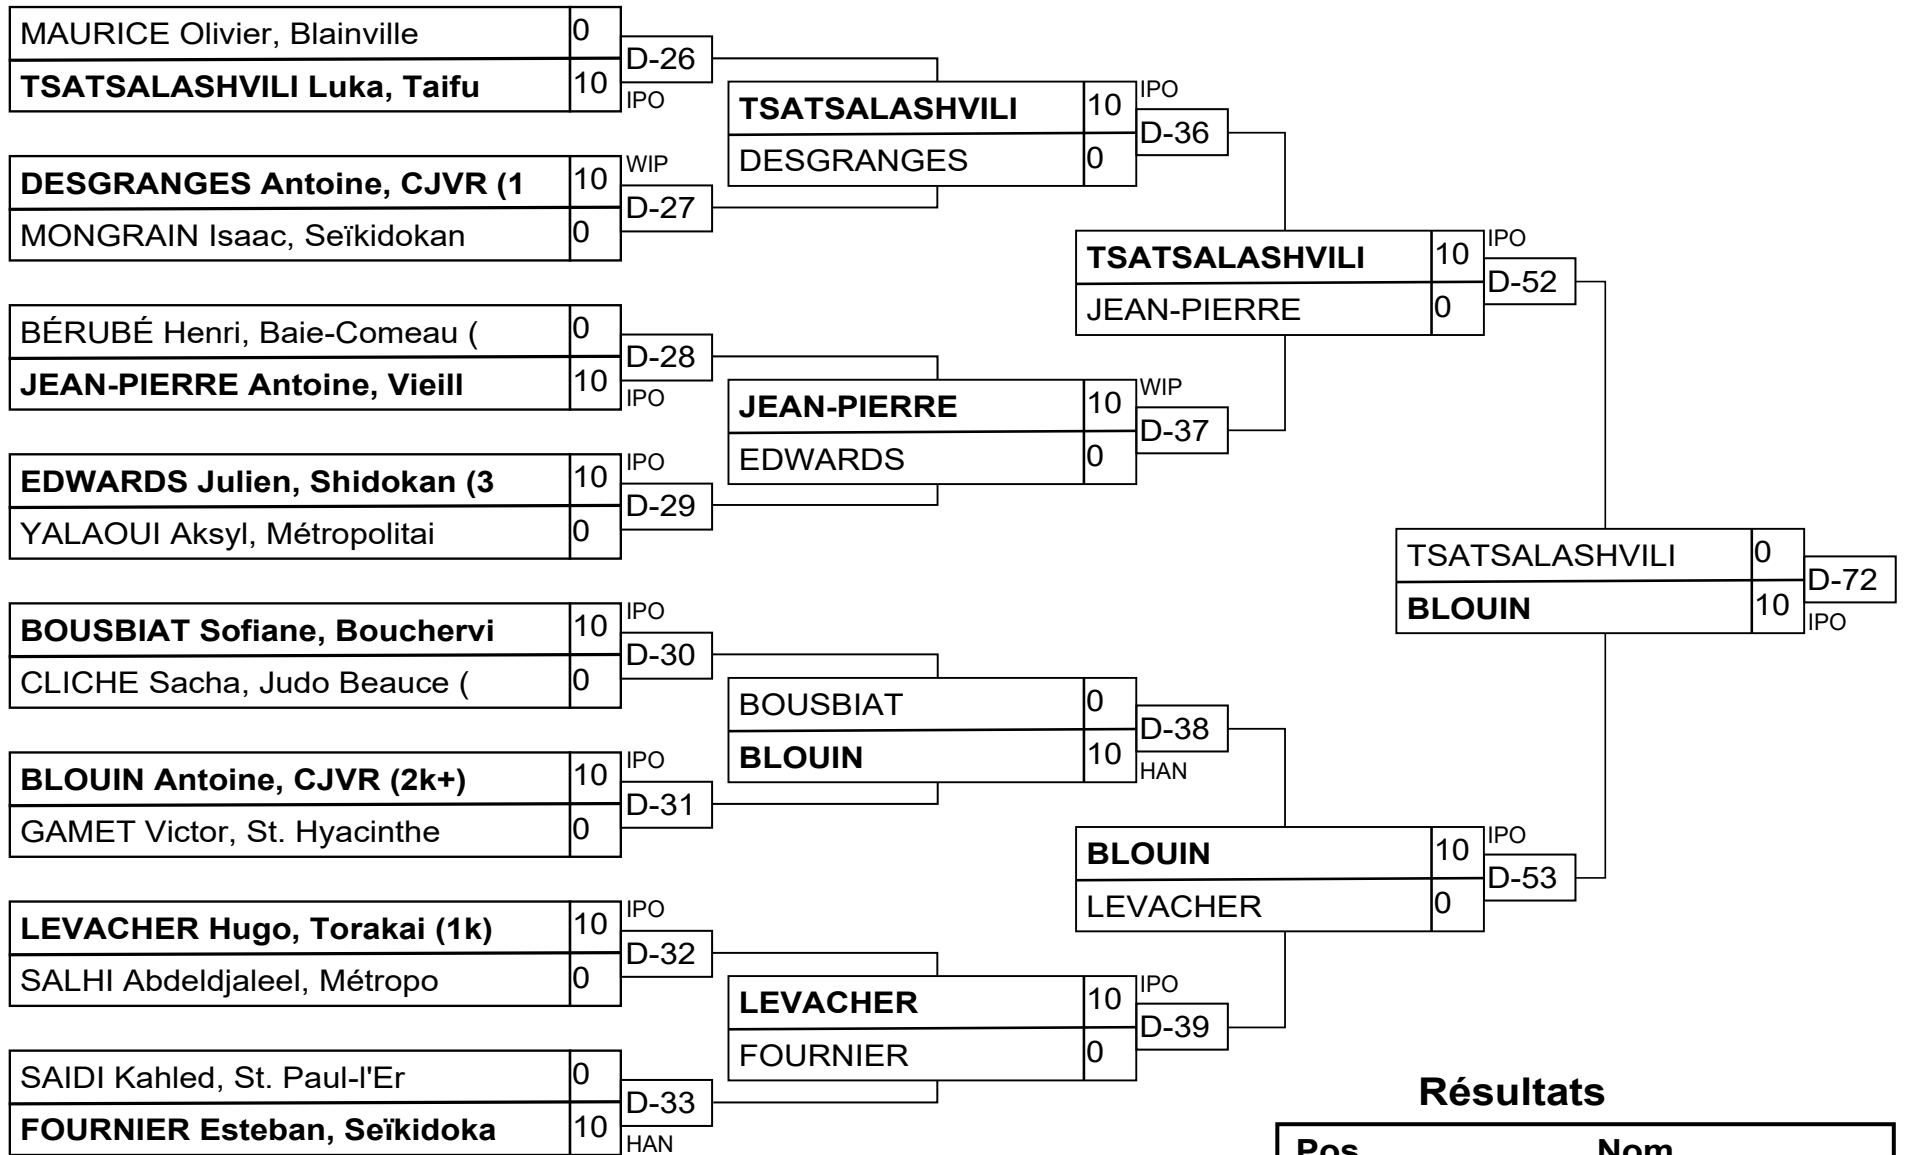 MAURICE Olivier, Blainville 0
TSATSALASHVILI Luka, Taifu 10
D-26
IPO
DESGRANGES Antoine, CJVR (1 10
WIP
D-27
MONGRAIN Isaac, Seïkidokan 0
BÉRUBÉ Henri, Baie-Comeau ( 0
D-28
JEAN-PIERRE Antoine, Vieill 10
IPO
EDWARDS Julien, Shidokan (3 10
IPO
D-29
YALAOUI Aksyl, Métropolitai 0
BOUSBIAT Sofiane, Bouchervi 10
IPO
D-30
CLICHE Sacha, Judo Beauce ( 0
BLOUIN Antoine, CJVR (2k+) 10
IPO
D-31
GAMET Victor, St. Hyacinthe 0
LEVACHER Hugo, Torakai (1k) 10
IPO
D-32
SALHI Abdeldjaleel, Métropo 0
SAIDI Kahled, St. Paul-l'Er 0
D-33
FOURNIER Esteban, Seïkidoka 10
HAN
TSATSALASHVILI 10
IPO
D-36
DESGRANGES 0
JEAN-PIERRE 10
WIP
D-37
EDWARDS 0
BOUSBIAT 0
D-38
BLOUIN 10
HAN
LEVACHER 10
IPO
D-39
FOURNIER 0
TSATSALASHVILI 10
IPO
D-52
JEAN-PIERRE 0
BLOUIN 10
IPO
D-53
LEVACHER 0
TSATSALASHVILI 0
D-72
BLOUIN 10
IPO
Résultats
Pos Nom